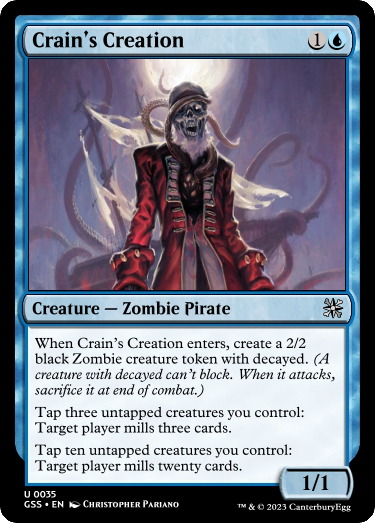 Crain's Creation 1
Creature — Zombie Pirate
When Crain's Creation enters, create a 2/2
black Zombie creature token with decayed. (A
creature with decayed can't block. When it attacks,
sacrifice it at end of combat.)
Tap three untapped creatures you control:
Target player mills three cards.
Tap ten untapped creatures you control:
Target player mills twenty cards.
1/1
U 0035
GSS • EN Christopher Pariano
™ & © 2023 CanterburyEgg